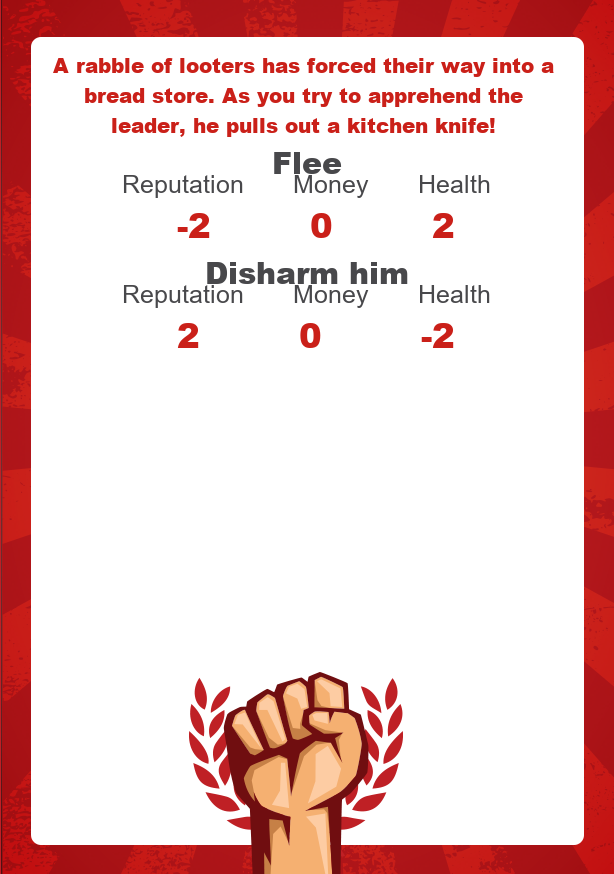 A rabble of looters has forced their way into a
bread store. As you try to apprehend the
leader, he pulls out a kitchen knife!
Flee
Reputation Money Health
-2 0 2
Disharm him
Reputation Money Health
2 0 -2